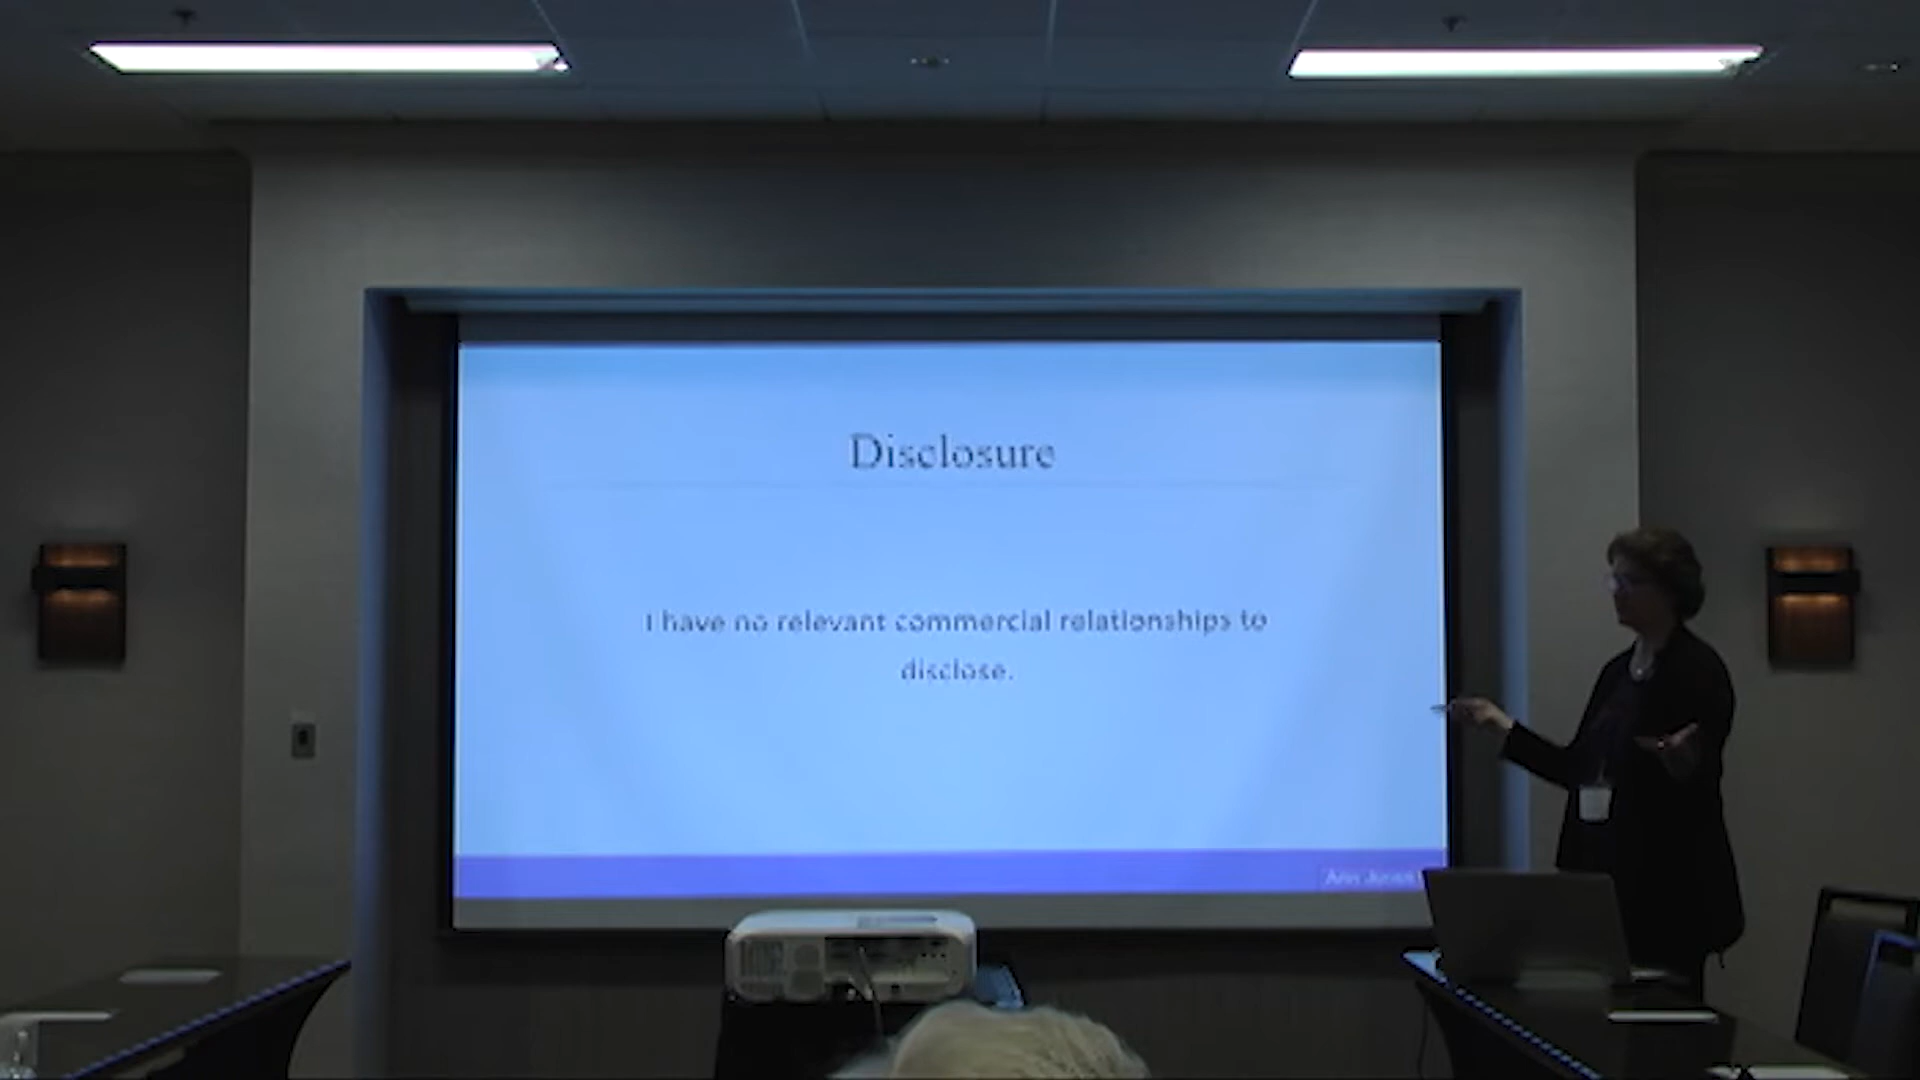 Disclosure
I have no relevant commercial relationships to
disclose.